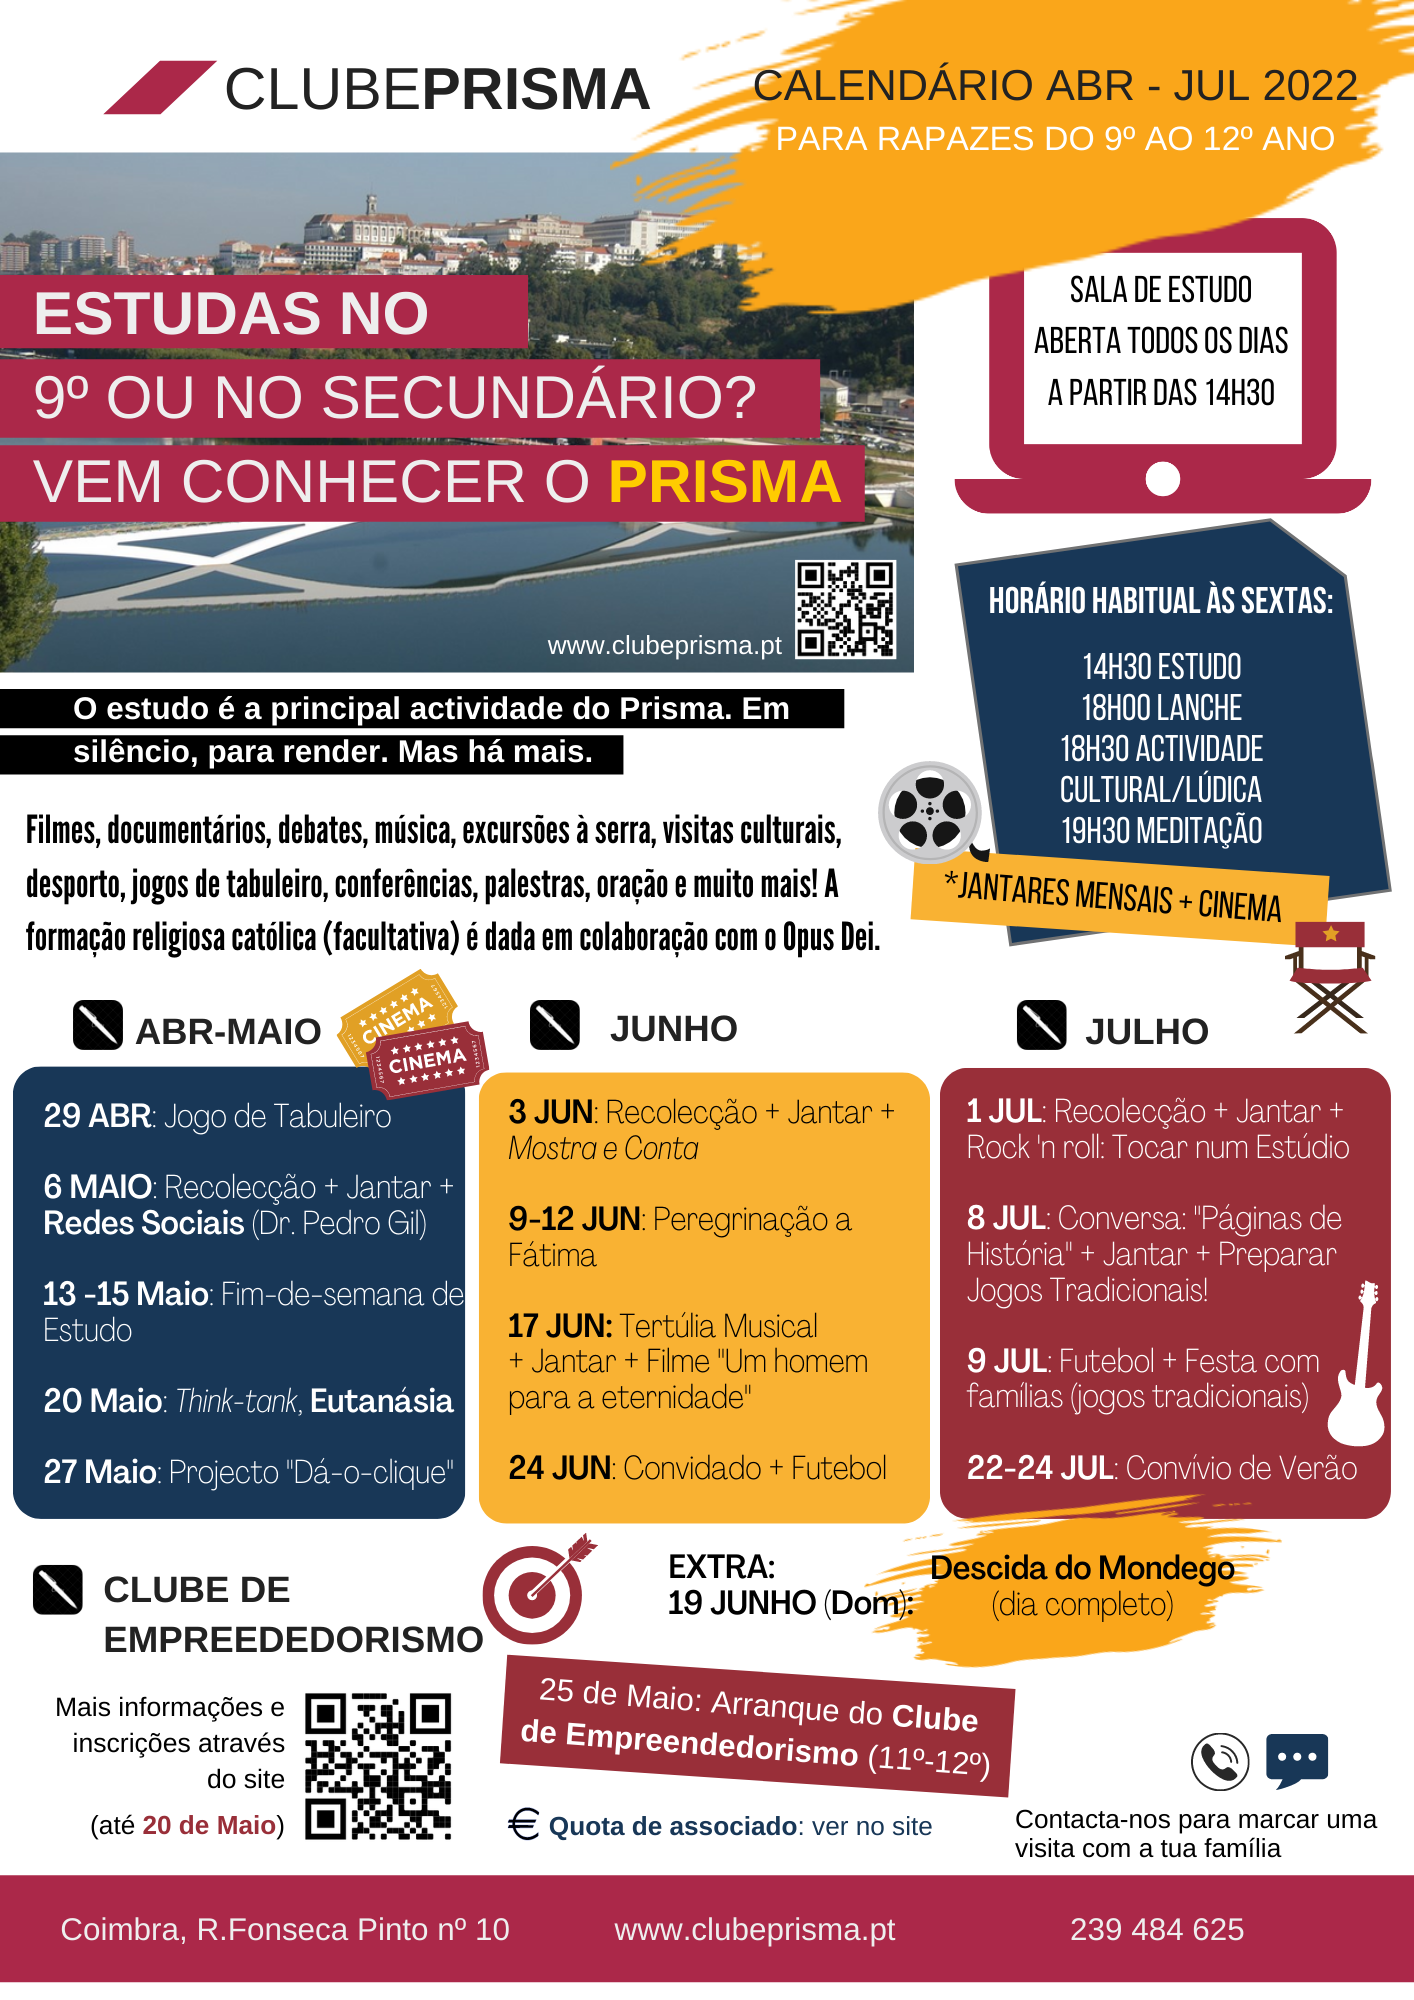 CLUBEPRISMA
CALENDÁRIO ABR - JUL 2022
PARA RAPAZES DO 9º AO 12º ANO
ESTUDAS NO
9º OU NO SECUNDÁRIO?
VEM CONHECER O PRISMA
www.clubeprisma.pt
SALA DE ESTUDO
ABERTA TODOS OS DIAS
A PARTIR DAS 14H30
HORÁRIO HABITUAL ÀS SEXTAS:
14H30 ESTUDO
18H00 LANCHE
18H30 ACTIVIDADE
CULTURAL/LÚDICA
19H30 MEDITAÇÃO
*JANTARES MENSAIS + CINEMA
O estudo é a principal actividade do Prisma. Em
silêncio, para render. Mas há mais.
Filmes, documentários, debates, música, excursões à serra, visitas culturais,
desporto, jogos de tabuleiro, conferências, palestras, oração e muito mais! A
formação religiosa católica (facultativa) é dada em colaboração com o Opus Dei.
ABR-MAIO
CINEMA
1234567
1234567
CINEMA
1234567
1234567
29 ABR: Jogo de Tabuleiro
6 MAIO: Recolecção + Jantar +
Redes Sociais (Dr. Pedro Gil)
13 -15 Maio: Fim-de-semana de
Estudo
20 Maio: Think-tank, Eutanásia
27 Maio: Projecto "Dá-o-clique"
JUNHO
3 JUN: Recolecção + Jantar +
Mostra e Conta
9-12 JUN: Peregrinação a
Fátima
17 JUN: Tertúlia Musical
+ Jantar + Filme "Um homem
para a eternidade"
24 JUN: Convidado + Futebol
JULHO
1 JUL: Recolecção + Jantar +
Rock 'n roll: Tocar num Estúdio
8 JUL: Conversa: "Páginas de
História" + Jantar + Preparar
Jogos Tradicionais!
9 JUL: Futebol + Festa com
famílias (jogos tradicionais)
22-24 JUL: Convívio de Verão
CLUBE DE
EMPREEDEDORISMO
Mais informações e
inscrições através
do site
(até 20 de Maio)
EXTRA:
19 JUNHO (Dom):
Descida do Mondego
(dia completo)
25 de Maio: Arranque do Clube
de Empreendedorismo (11º-12º)
€ Quota de associado: ver no site
Contacta-nos para marcar uma
visita com a tua família
Coimbra, R.Fonseca Pinto nº 10
www.clubeprisma.pt
239 484 625